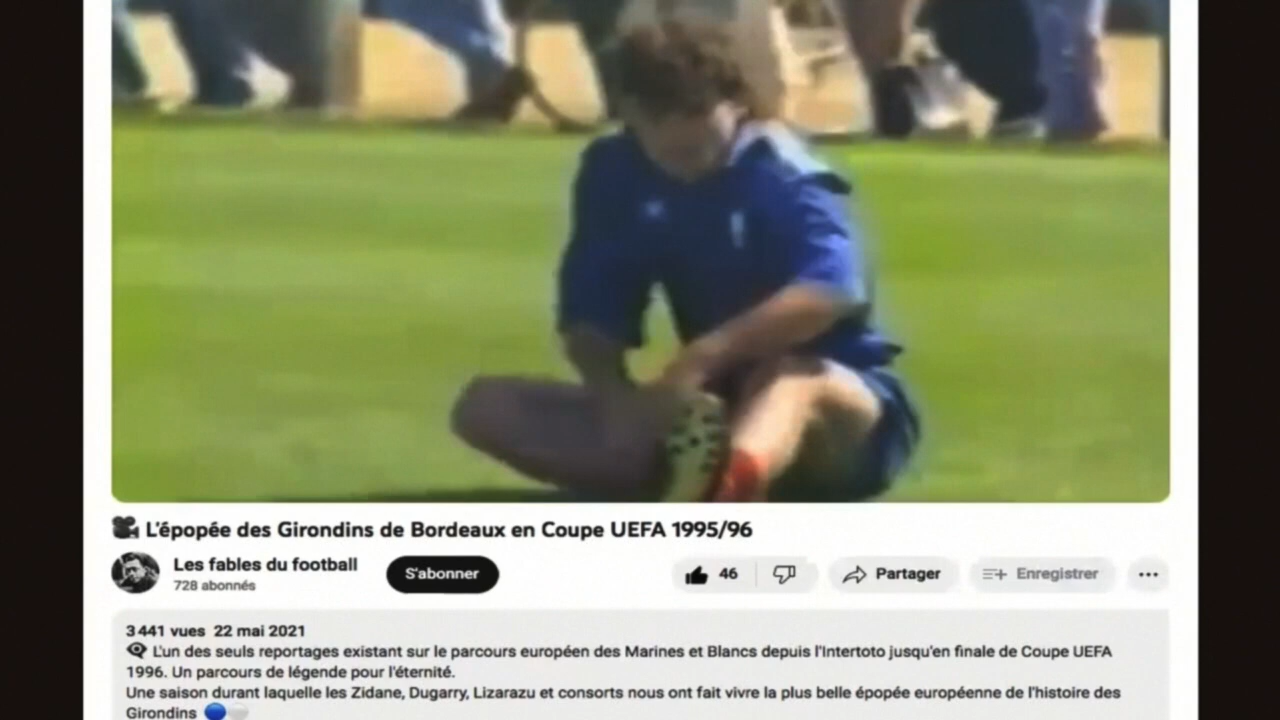 L'épopée des Girondins de Bordeaux en Coupe UEFA 1995/96
Les fables du football
728 abonnés
S'abonner
46
Partager
Enregistrer
3 441 vues 22 mai 2021
L'un des seuls reportages existant sur le parcours européen des Marines et Blancs depuis l'Intertoto jusqu'en finale de Coupe UEFA
1996. Un parcours de légende pour l'éternité.
Une saison durant laquelle les Zidane, Dugarry, Lizarazu et consorts nous ont fait vivre la plus belle épopée européenne de l'histoire des
Girondins